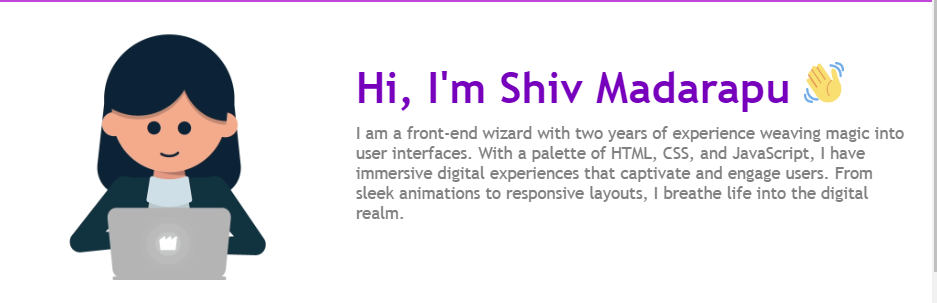 Hi, I'm Shiv Madarapu 👋
I am a front-end wizard with two years of experience weaving magic into
user interfaces. With a palette of HTML, CSS, and JavaScript, I have
immersive digital experiences that captivate and engage users. From
sleek animations to responsive layouts, I breathe life into the digital
realm.